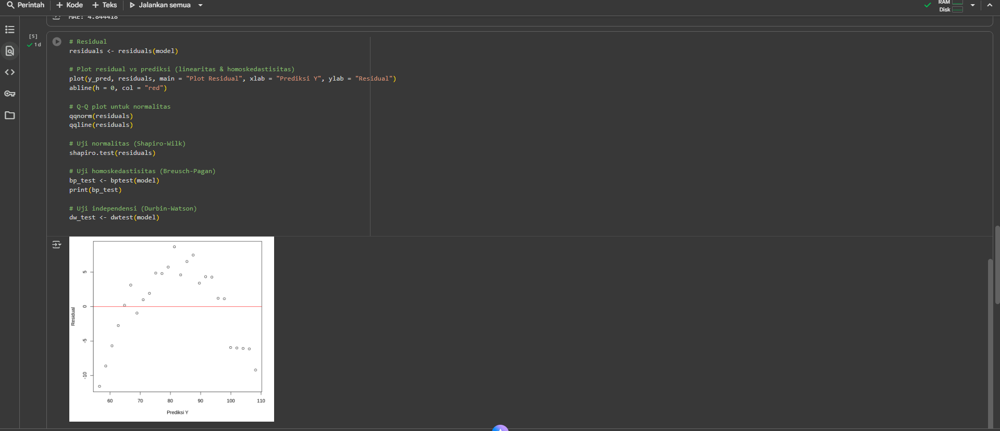 Perintah + Kode + Teks Jalankan semua
RAM
Disk
MAE: 4.844418
[5]
1d
# Residual
residuals <- residuals(model)
# Plot residual vs prediksi (linearitas & homoskedastisitas)
plot(y_pred, residuals, main = "Plot Residual", xlab = "Prediksi Y", ylab = "Residual")
abline(h = 0, col = "red")
# Q-Q plot untuk normalitas
qqnorm(residuals)
qqline(residuals)
# Uji normalitas (Shapiro-Wilk)
shapiro.test(residuals)
# Uji homoskedastisitas (Breusch-Pagan)
bp_test <- bptest(model)
print(bp_test)
# Uji independensi (Durbin-Watson)
dw_test <- dwtest(model)
5
0
-5
-10
Residual
60 70 80 90 100 110
Prediksi Y